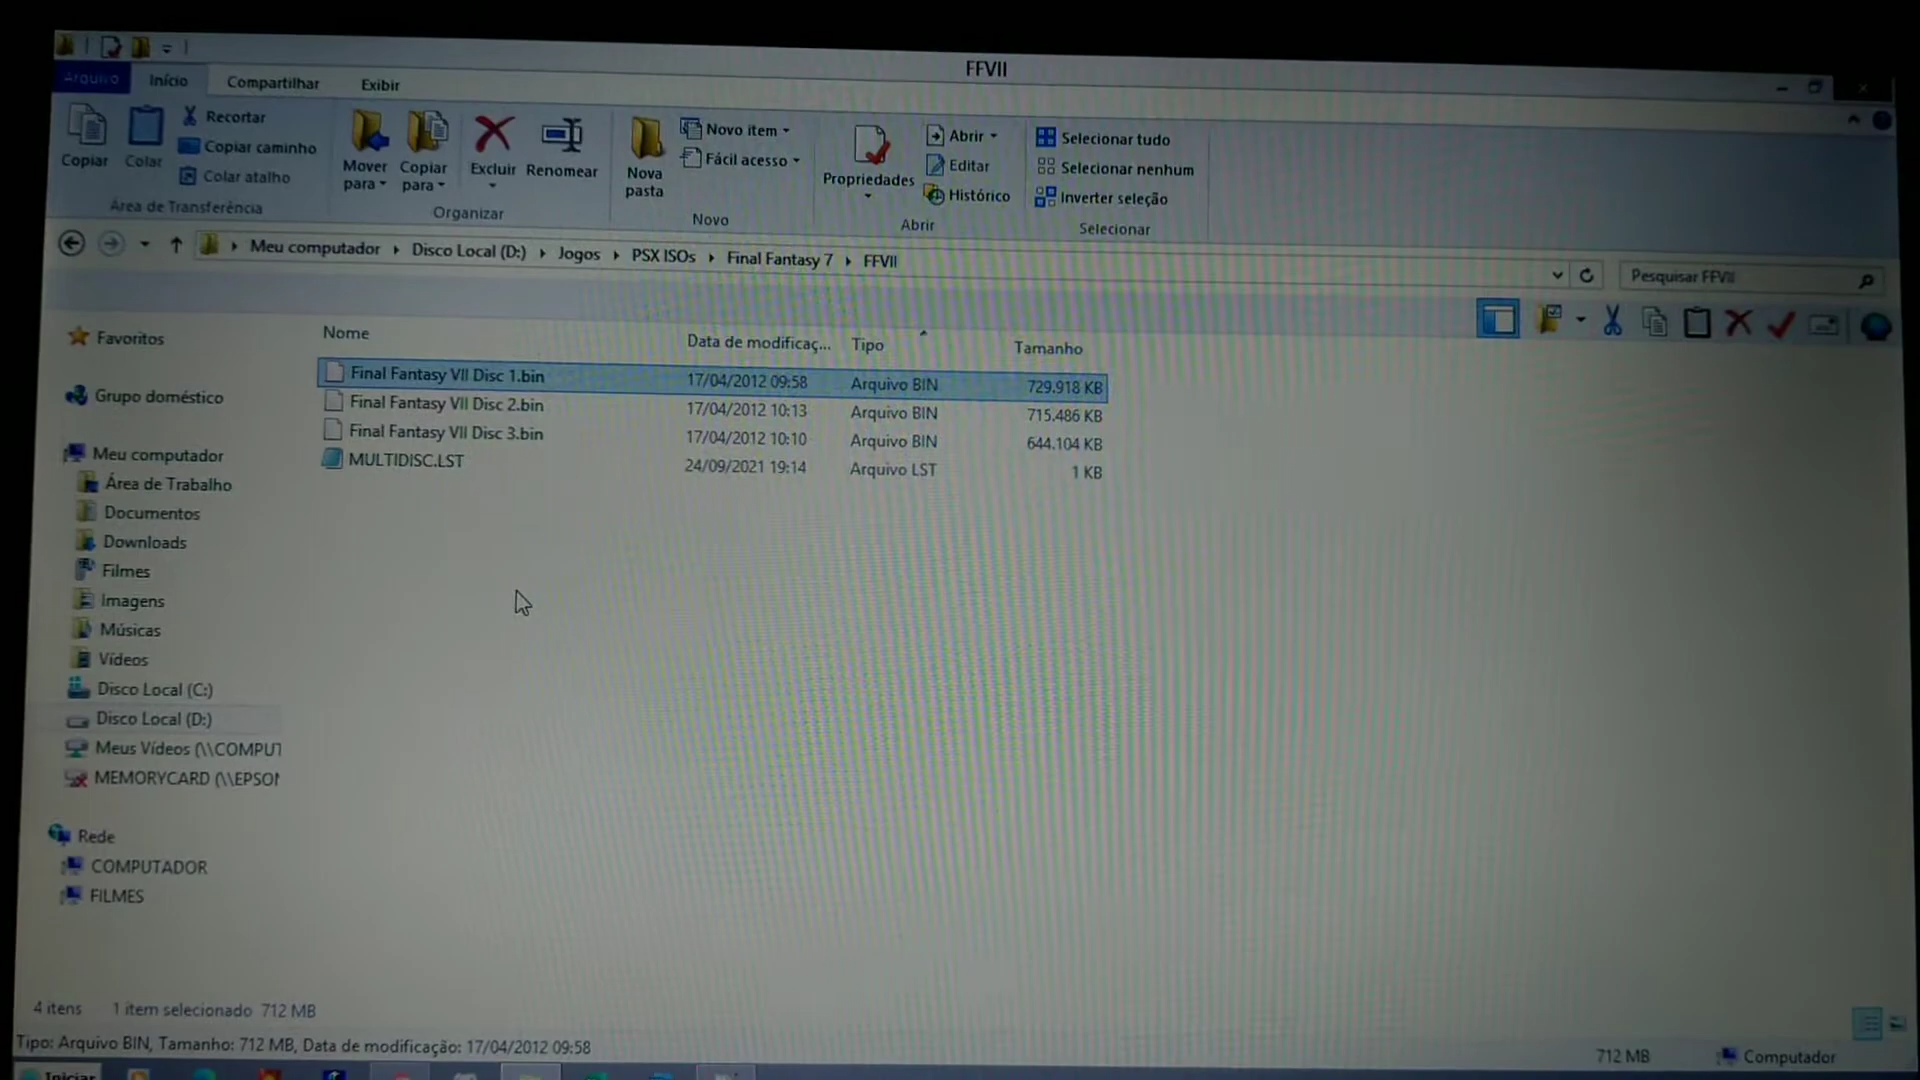 FFVII
Arquivo Início Compartilhar Exibir
Copiar
Colar
Recortar
Copiar caminho
Colar atalho
Área de Transferência
Mover para
Copiar para
Excluir
Renomear
Organizar
Nova pasta
Novo item
Fácil acesso
Novo
Propriedades
Abrir
Editar
Histórico
Abrir
Selecionar tudo
Selecionar nenhum
Inverter seleção
Selecionar
Meu computador Disco Local (D:) Jogos PSX ISOs Final Fantasy 7 FFVII
Pesquisar FFVII
Favoritos
Grupo doméstico
Meu computador
Área de Trabalho
Documentos
Downloads
Filmes
Imagens
Músicas
Vídeos
Disco Local (C:)
Disco Local (D:)
Meus Vídeos (\\COMPUT
MEMORYCARD (\\EPSON
Rede
COMPUTADOR
FILMES
Nome Data de modificaç... Tipo Tamanho
Final Fantasy VII Disc 1.bin 17/04/2012 09:58 Arquivo BIN 729.918 KB
Final Fantasy VII Disc 2.bin 17/04/2012 10:13 Arquivo BIN 715.486 KB
Final Fantasy VII Disc 3.bin 17/04/2012 10:10 Arquivo BIN 644.104 KB
MULTIDISC.LST 24/09/2021 19:14 Arquivo LST 1 KB
4 itens 1 item selecionado 712 MB
Tipo: Arquivo BIN, Tamanho: 712 MB, Data de modificação: 17/04/2012 09:58
712 MB Computador
Iniciar